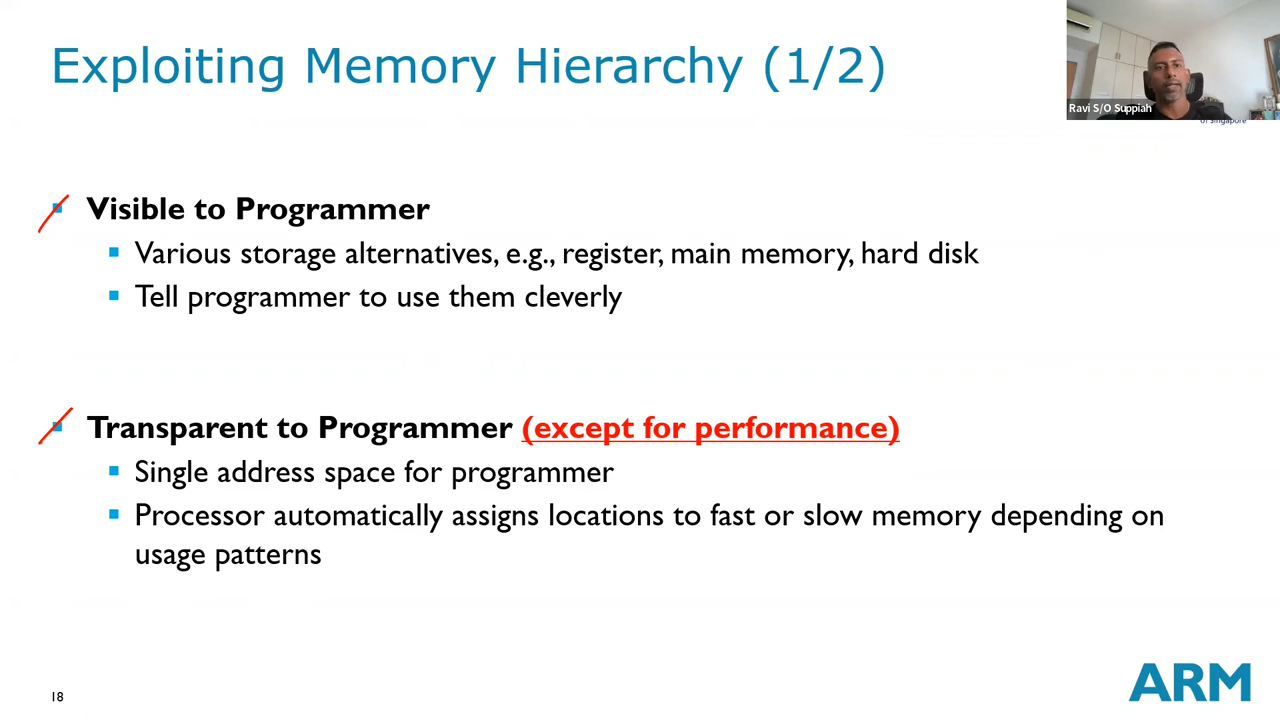 Exploiting Memory Hierarchy (1/2)
Ravi S/O Suppiah
of Singapore
Visible to Programmer
Various storage alternatives, e.g., register, main memory, hard disk
Tell programmer to use them cleverly
Transparent to Programmer (except for performance)
Single address space for programmer
Processor automatically assigns locations to fast or slow memory depending on
usage patterns
18
ARM